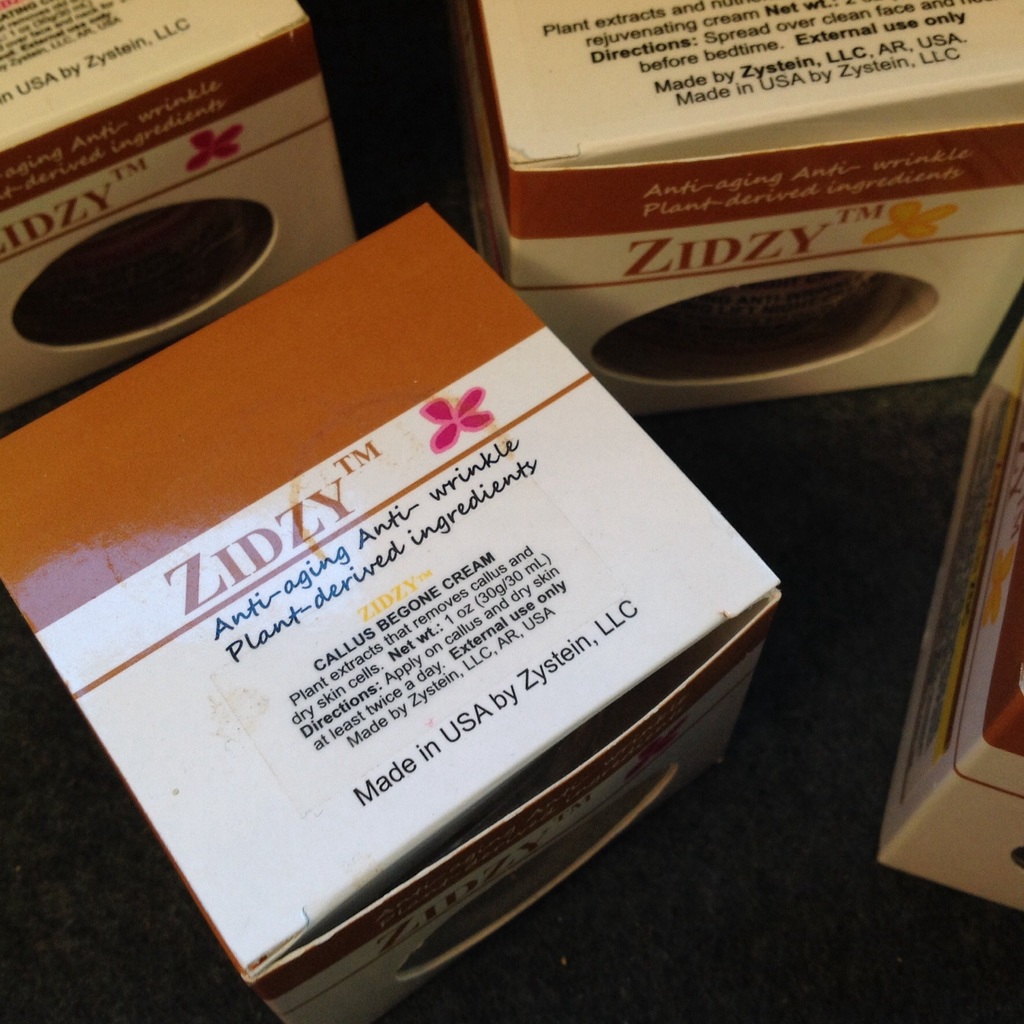 in USA by Zystein, LLC
-aging Anti- wrinkle
Plant-derived ingredients
ZIDZY™
Plant extracts and
rejuvenating cream Net wt.: 2
Directions: Spread over clean face and
before bedtime. External use only
Made by Zystein, LLC, AR, USA.
Made in USA by Zystein, LLC
Anti-aging Anti- wrinkle
Plant-derived ingredients
ZIDZY™
ZIDZY™
Anti-aging Anti- wrinkle
Plant-derived ingredients
ZIDZY™
CALLUS BEGONE CREAM
Plant extracts that removes callus and
dry skin cells. Net wt.: 1 oz (30g/30 mL)
Directions: Apply on callus and dry skin
at least twice a day. External use only
Made by Zystein, LLC, AR, USA
Made in USA by Zystein, LLC
ZIDZY™